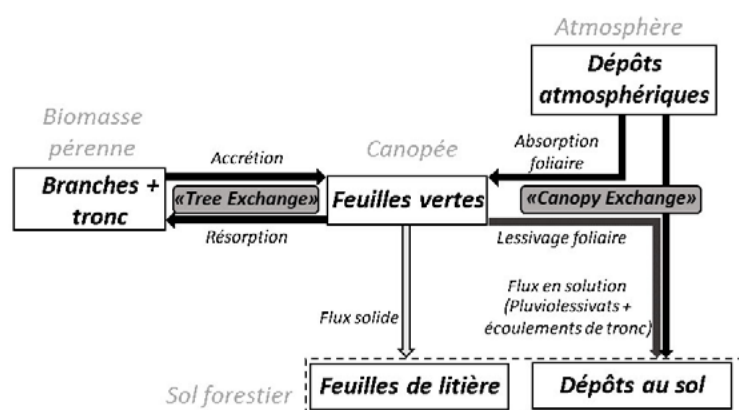 Atmosphère
Dépôts
atmosphériques
Biomasse
pérenne
Accrétion
Canopée
Absorption
foliaire
Branches +
tronc
«Tree Exchange»
Feuilles vertes
«Canopy Exchange»
Résorption
Lessivage foliaire
Flux solide
Flux en solution
(Pluviolessivats +
écoulements de tronc)
Sol forestier
Feuilles de litière
Dépôts au sol